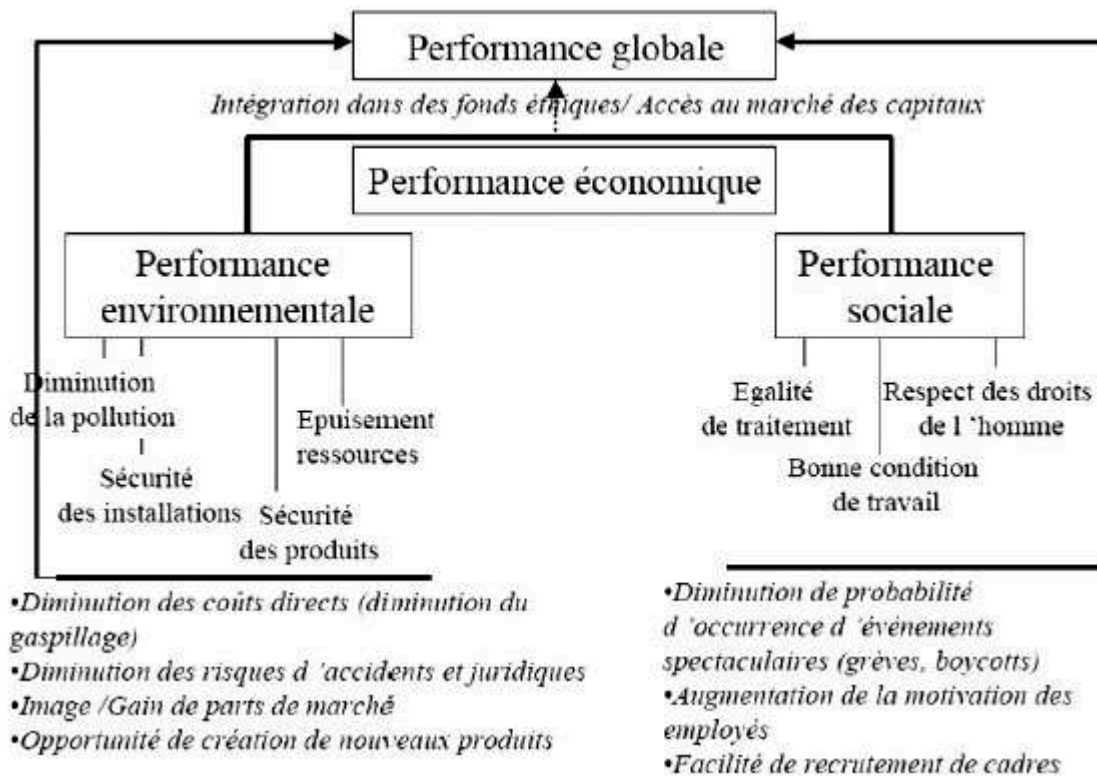 Performance globale
Intégration dans des fonds éthiques/ Accès au marché des capitaux
Performance économique
Performance
environnementale
Performance
sociale
Diminution
de la pollution
Sécurité
des installations
Sécurité
des produits
Epuisement
ressources
Egalité
de traitement
Bonne condition
de travail
Respect des droits
de l ‘homme
•Diminution des coûts directs (diminution du
gaspillage)
•Diminution des risques d ’accidents et juridiques
•Image /Gain de parts de marché
•Opportunité de création de nouveaux produits
•Diminution de probabilité
d ’occurrence d ’événements
spectaculaires (grèves, boycotts)
•Augmentation de la motivation des
employés
•Facilité de recrutement de cadres